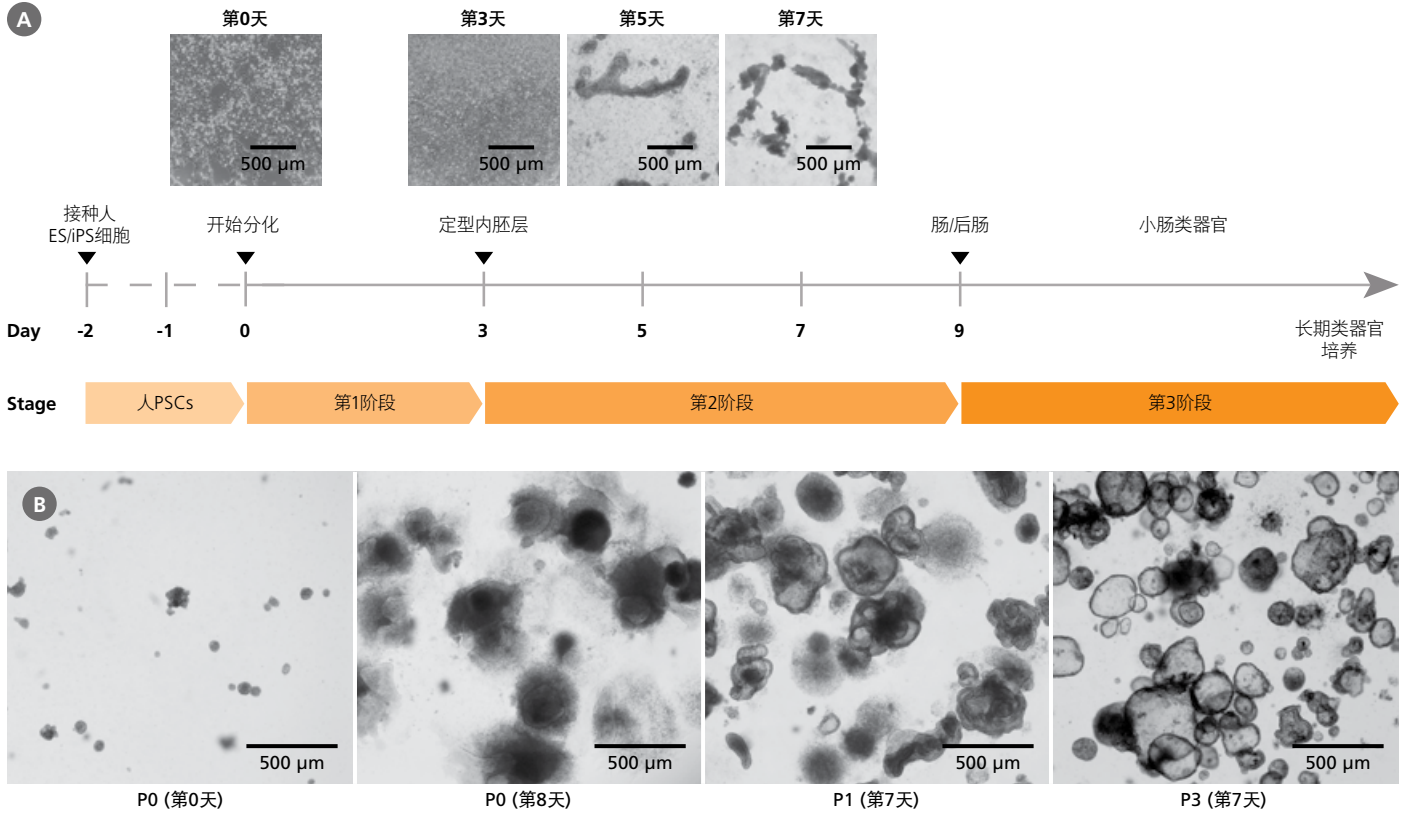 A
第0天
第3天
第5天
第7天
500 µm
500 µm
500 µm
500 µm
接种人
ES/iPS细胞
开始分化
定型内胚层
肠/后肠
小肠类器官
Day
-2
-1
0
3
5
7
9
长期类器官
培养
Stage
人PSCs
第1阶段
第2阶段
第3阶段
B
500 µm
500 µm
500 µm
500 µm
P0 (第0天)
P0 (第8天)
P1 (第7天)
P3 (第7天)